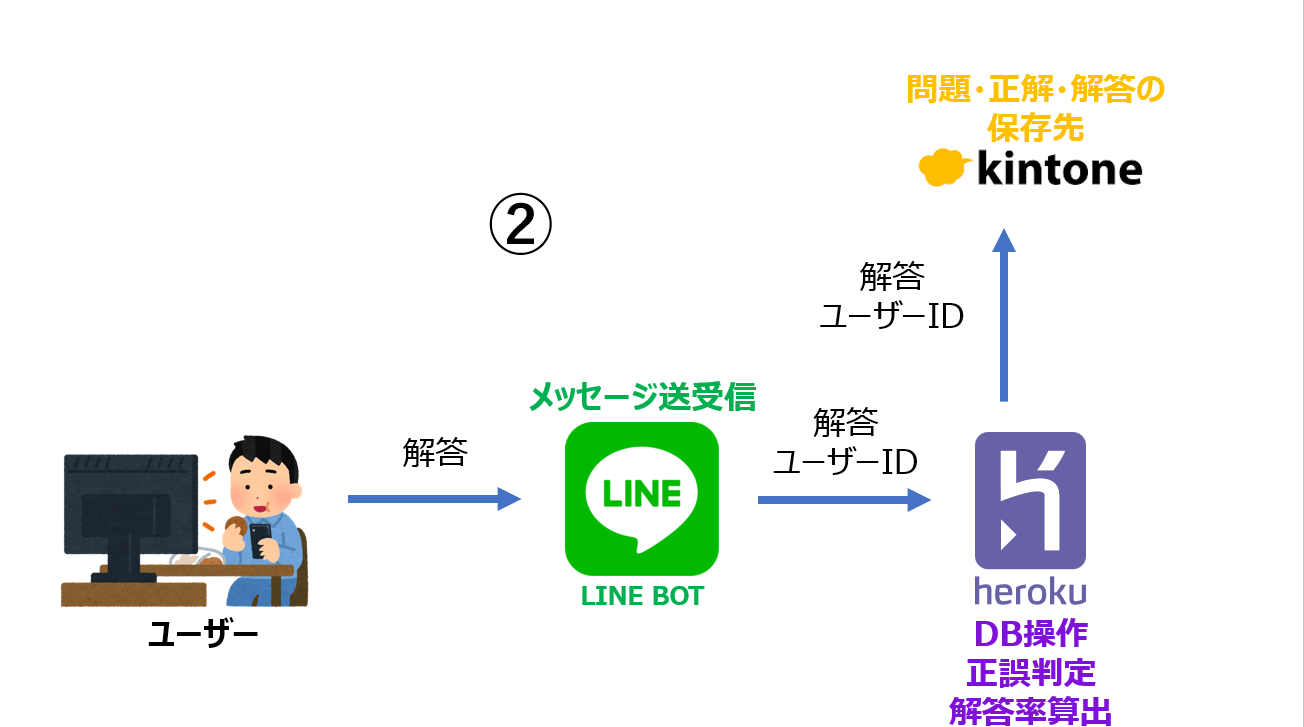 問題・正解・解答の
保存先
kintone
②
解答
ユーザーID
メッセージ送受信
解答
解答
ユーザーID
LINE
LINE BOT
heroku
ユーザー
DB操作
正誤判定
解答率算出